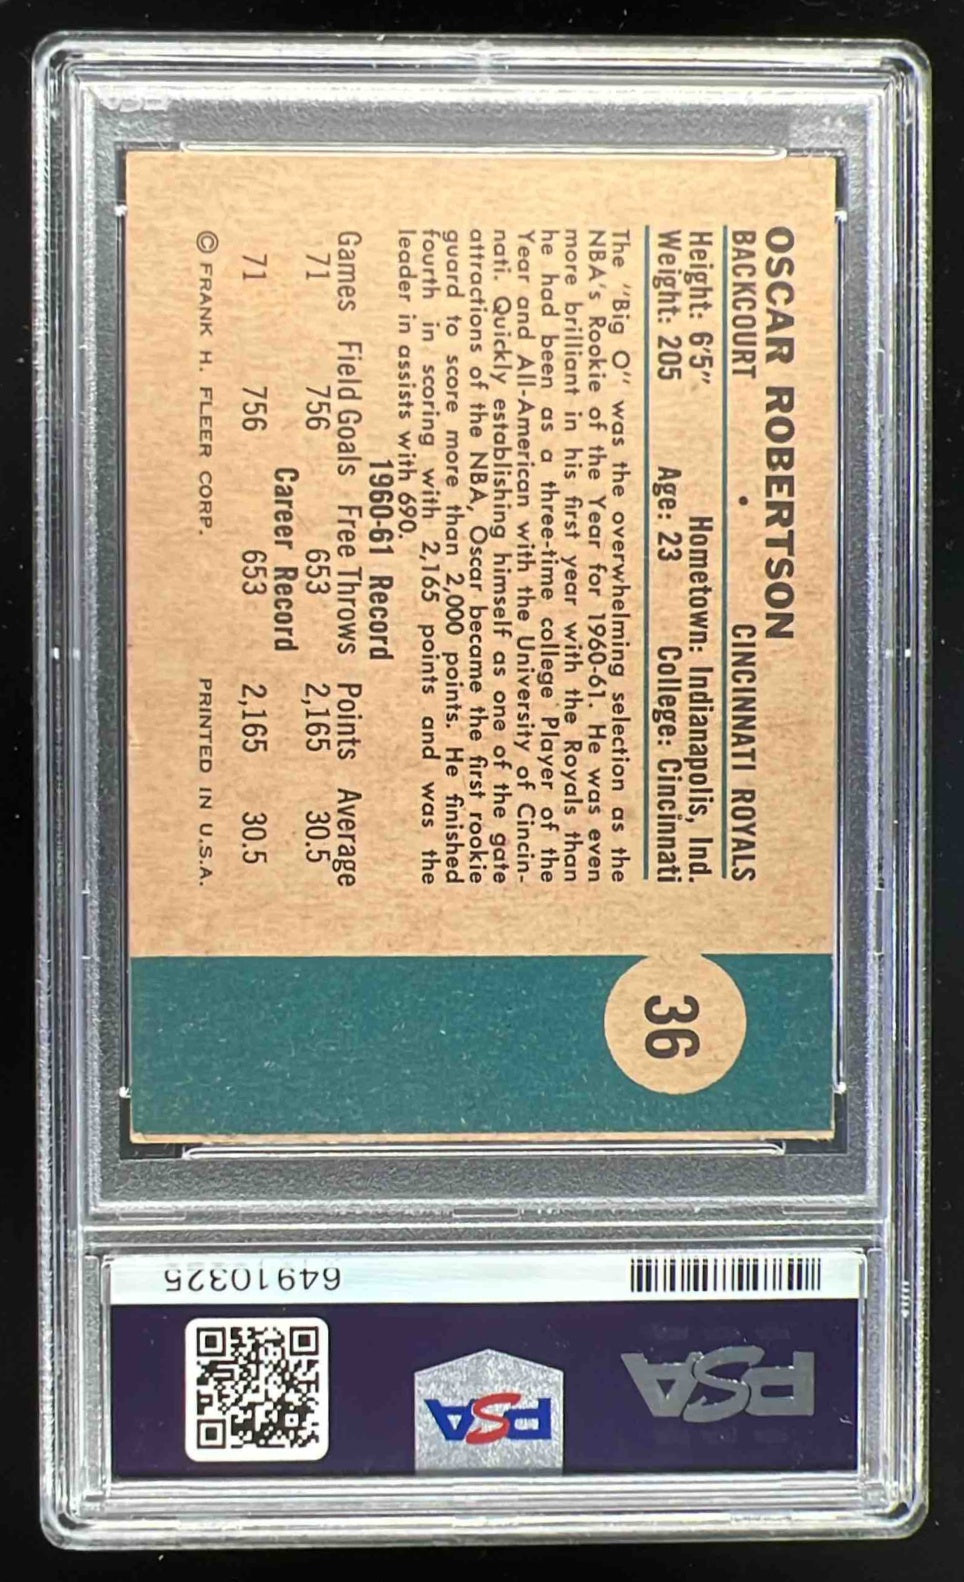 OSCAR ROBERTSON
BACKCOURT • CINCINNATI ROYALS
Height: 6'5" Hometown: Indianapolis, Ind.
Weight: 205 Age: 23 College: Cincinnati
The "Big O" was the overwhelming selection as the
NBA's Rookie of the Year for 1960-61. He was even
more brilliant in his first year with the Royals than
he had been as a three-time college Player of the
Year and All-American with the University of Cincin-
nati. Quickly establishing himself as one of the gate
attractions of the NBA, Oscar became the first rookie
guard to score more than 2,000 points. He finished
fourth in scoring with 2,165 points and was the
leader in assists with 690.
1960-61 Record
Games Field Goals Free Throws Points Average
71 756 653 2,165 30.5
Career Record
71 756 653 2,165 30.5
© FRANK H. FLEER CORP. PRINTED IN U.S.A.
36
64910325
PSA
PSA